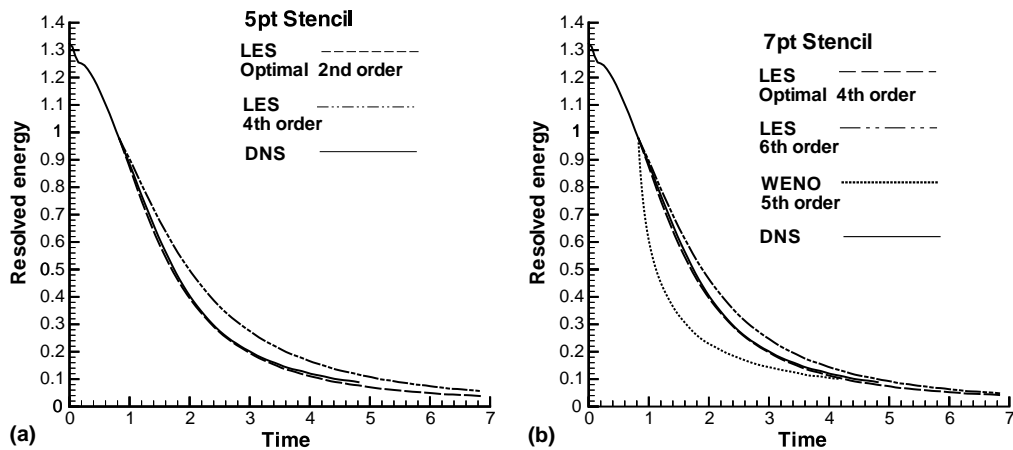 5pt Stencil
LES
Optimal 2nd order
LES
4th order
DNS
Resolved energy
1.4
1.3
1.2
1.1
1
0.9
0.8
0.7
0.6
0.5
0.4
0.3
0.2
0.1
0
0 1 2 3 4 5 6 7
Time
(a)
7pt Stencil
LES
Optimal 4th order
LES
6th order
WENO
5th order
DNS
Resolved energy
1.4
1.3
1.2
1.1
1
0.9
0.8
0.7
0.6
0.5
0.4
0.3
0.2
0.1
0
0 1 2 3 4 5 6 7
Time
(b)